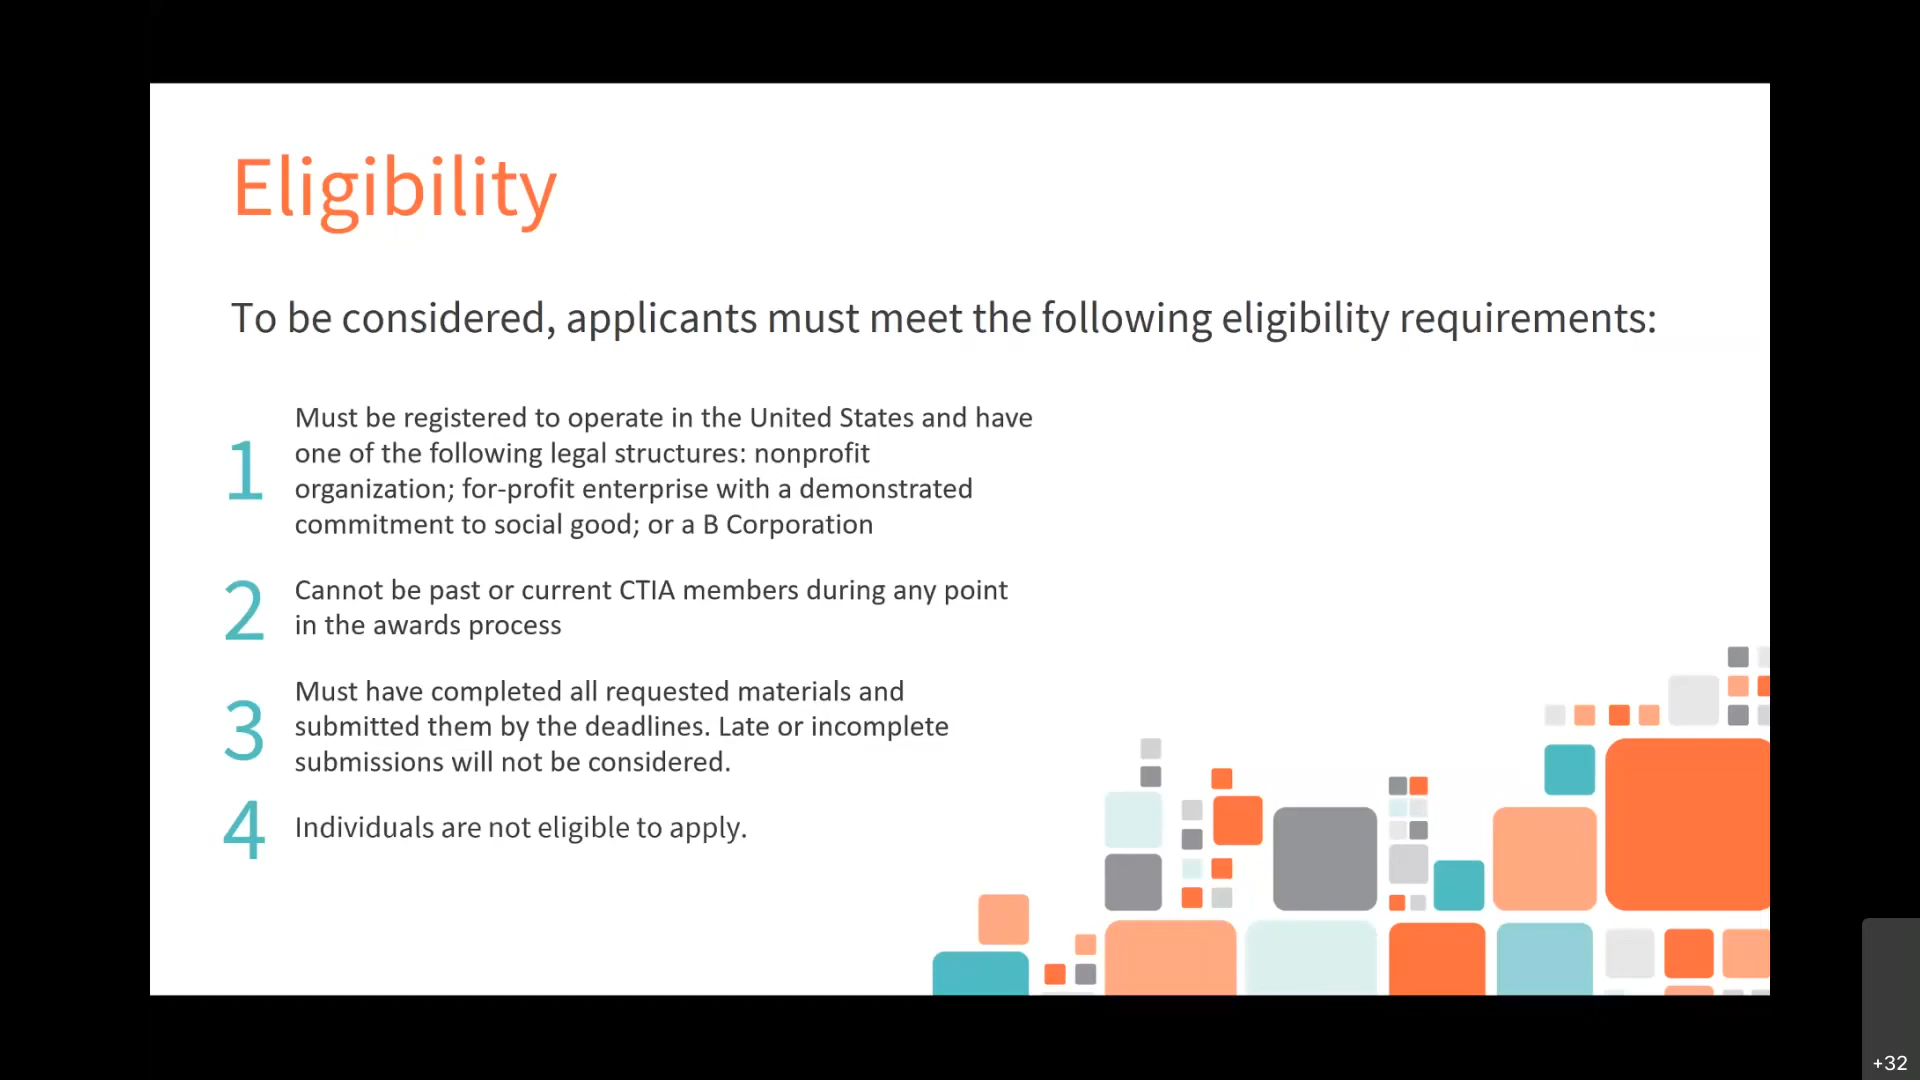 Eligibility
To be considered, applicants must meet the following eligibility requirements:
1
Must be registered to operate in the United States and have
one of the following legal structures: nonprofit
organization; for-profit enterprise with a demonstrated
commitment to social good; or a B Corporation
2
Cannot be past or current CTIA members during any point
in the awards process
3
Must have completed all requested materials and
submitted them by the deadlines. Late or incomplete
submissions will not be considered.
4
Individuals are not eligible to apply.
+32